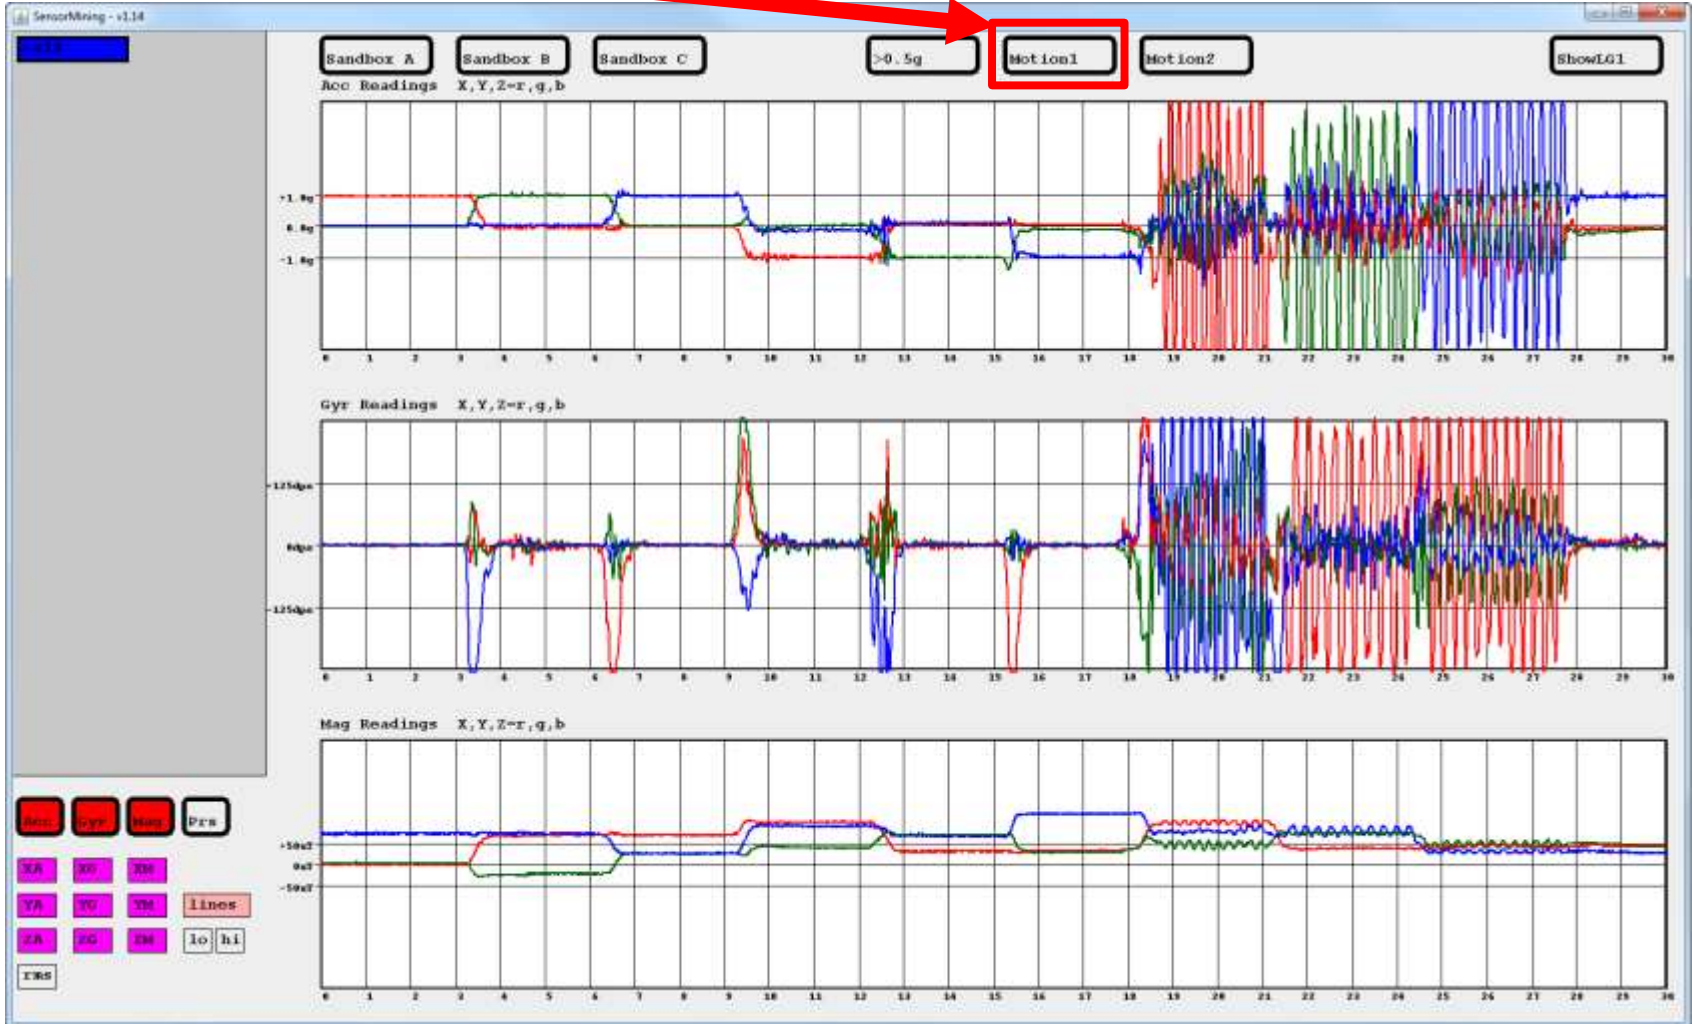 SensorMining - v1.14
Sandbox A Sandbox B Sandbox C >0.5g Motion1 Motion2 ShowLG1
Acc Readings X,Y,Z=r,g,b
+1.0g
0.0g
-1.0g
0 1 2 3 4 5 6 7 8 9 10 11 12 13 14 15 16 17 18 19 20 21 22 23 24 25 26 27 28 29 30
Gyr Readings X,Y,Z=r,g,b
0dps
-125dps
0 1 2 3 4 5 6 7 8 9 10 11 12 13 14 15 16 17 18 19 20 21 22 23 24 25 26 27 28 29 30
Mag Readings X,Y,Z=r,g,b
+50uT
0uT
-50uT
0 1 2 3 4 5 6 7 8 9 10 11 12 13 14 15 16 17 18 19 20 21 22 23 24 25 26 27 28 29 30
Acc Gyr Mag Prs
XA XG XM
YA YG YM lines
ZA ZG ZM lo hi
rms